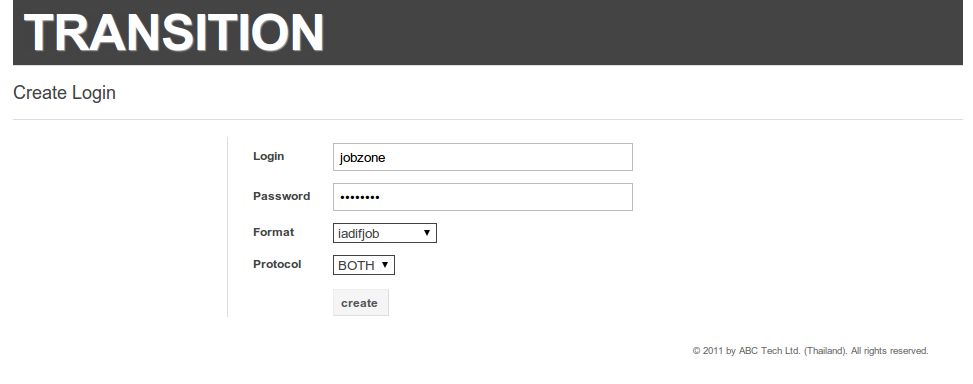 TRANSITION
Create Login
Login jobzone
Password ••••••••
Format iadifjob
Protocol BOTH
create
© 2011 by ABC Tech Ltd. (Thailand). All rights reserved.